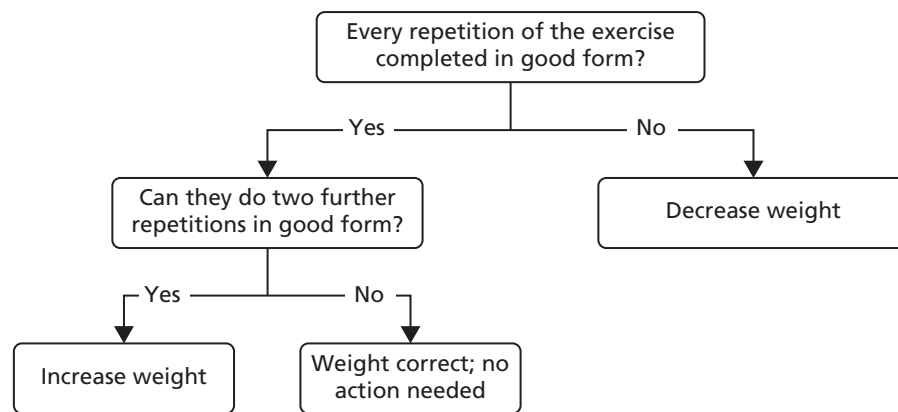 Every repetition of the exercise
completed in good form?
Yes
No
Can they do two further
repetitions in good form?
Decrease weight
Yes
No
Increase weight
Weight correct; no
action needed